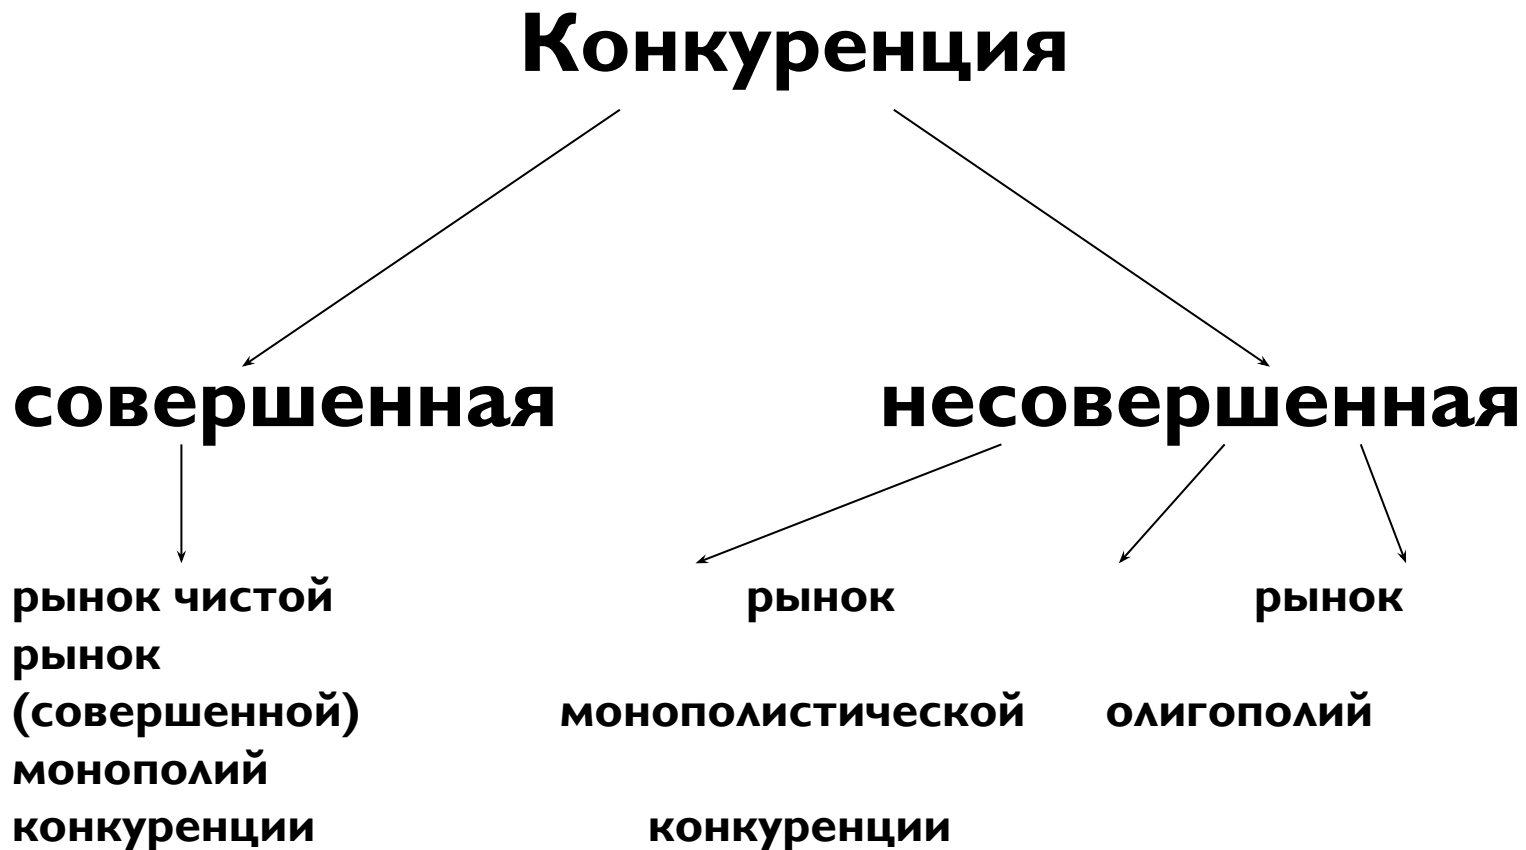 Конкуренция
совершенная несовершенная
рынок чистой рынок рынок
рынок
(совершенной) монополистической олигополий
монополий
конкуренции конкуренции